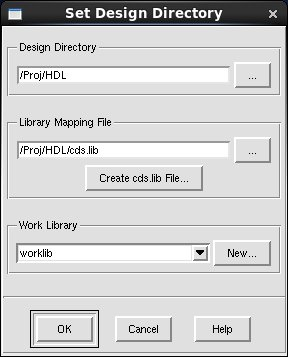 Set Design Directory
Design Directory
/Proj/HDL
...
Library Mapping File
/Proj/HDL/cds.lib
...
Create cds.lib File...
Work Library
worklib
New...
OK
Cancel
Help